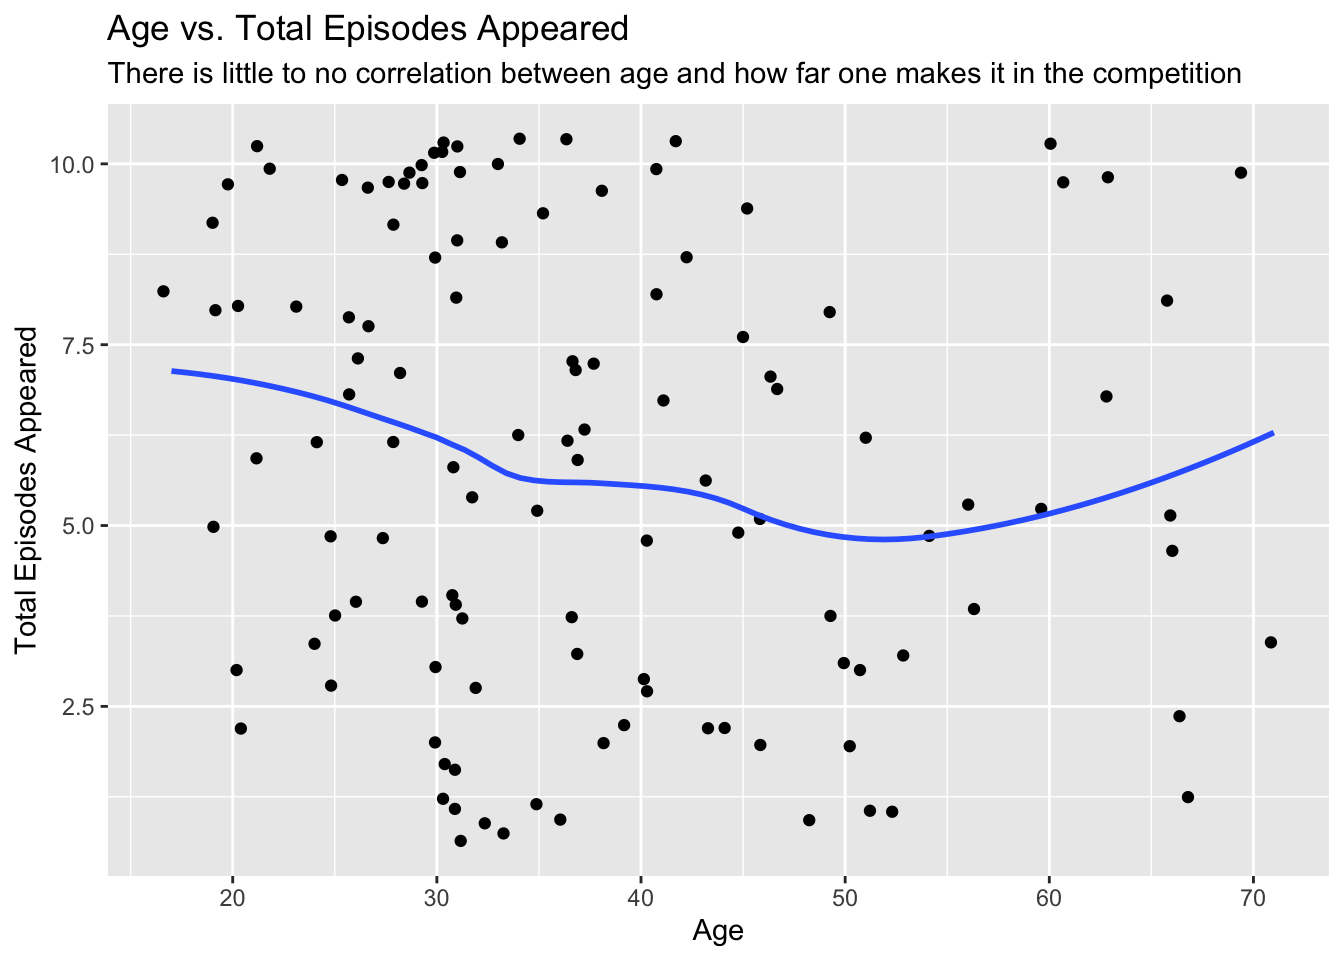 Age vs. Total Episodes Appeared
There is little to no correlation between age and how far one makes it in the competition
Total Episodes Appeared
10.0
7.5
5.0
2.5
20 30 40 50 60 70
Age